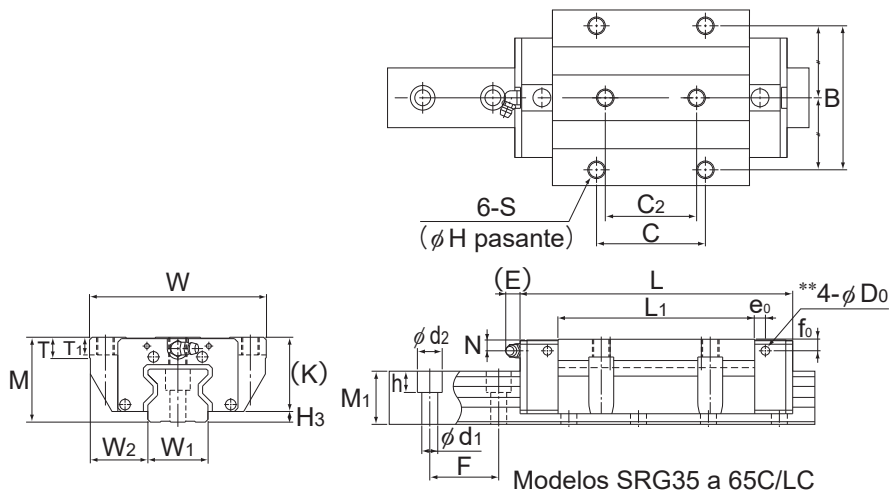 B
6-S
(φH pasante)
C2
C
W
(E)
L
**4-φD0
L1
e0
f0
φd2
N
T
T1
M
(K)
M1
h
H3
W2
W1
φd1
F
Modelos SRG35 a 65C/LC